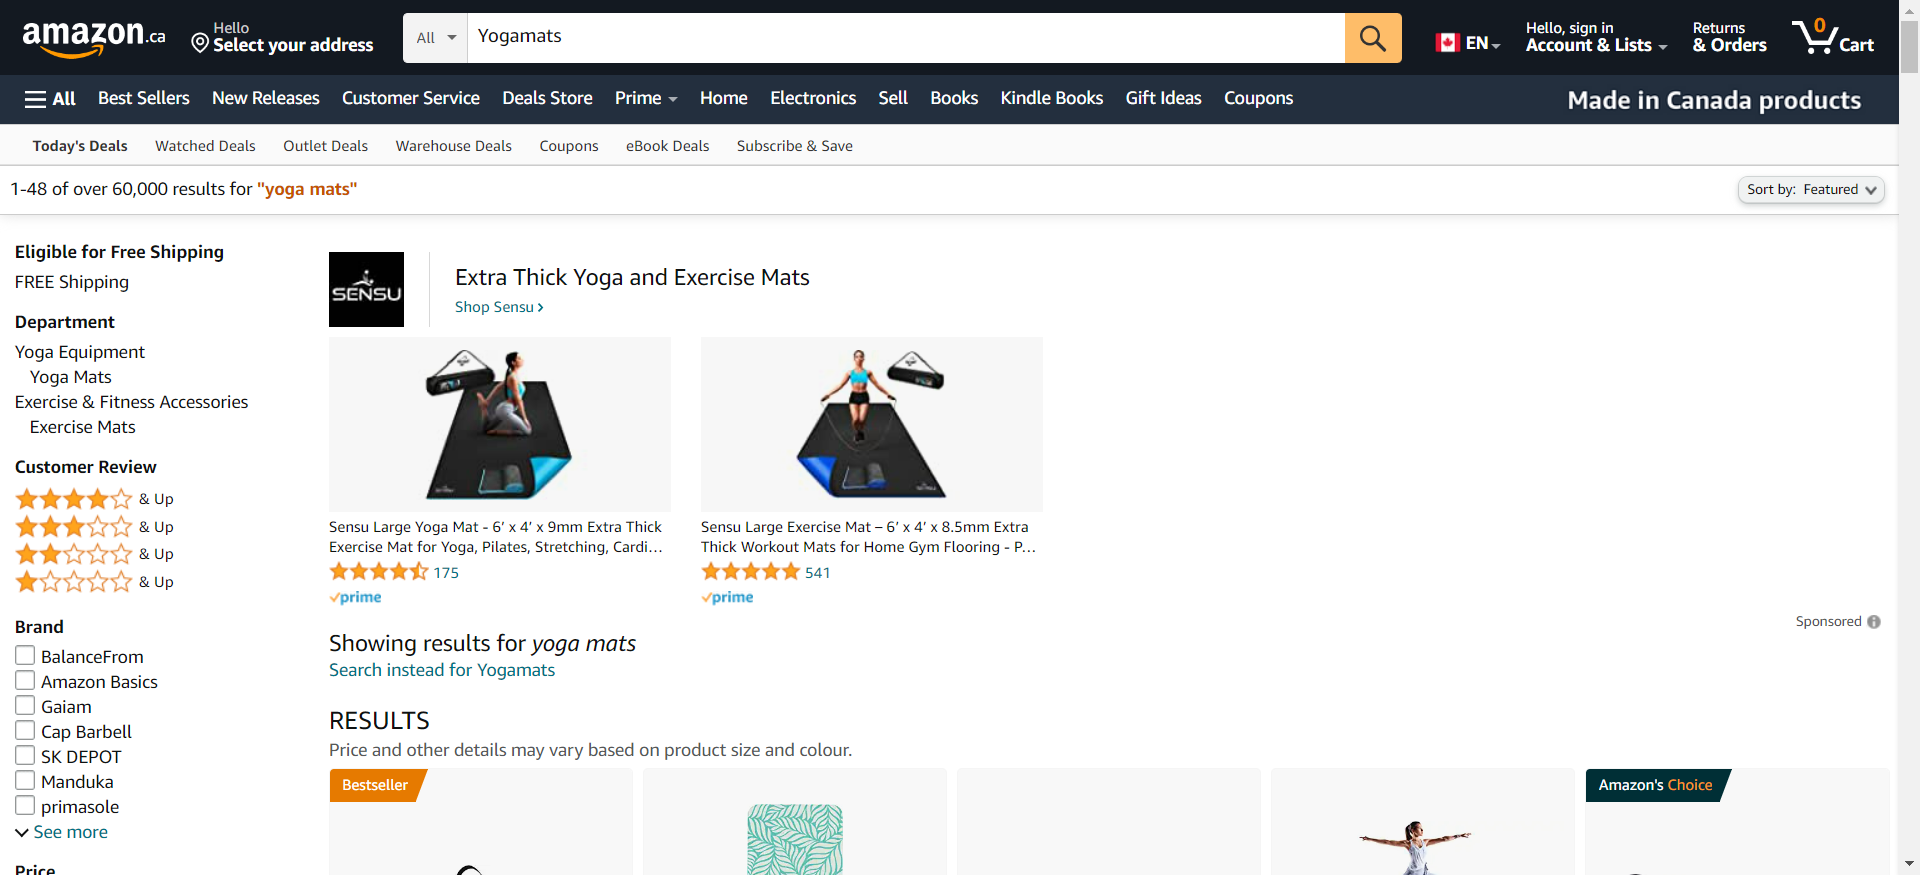 amazon.ca
Hello
Select your address
All
Yogamats
EN
Hello, sign in
Account & Lists
Returns
& Orders
0
Cart
All
Best Sellers
New Releases
Customer Service
Deals Store
Prime
Home
Electronics
Sell
Books
Kindle Books
Gift Ideas
Coupons
Made in Canada products
Today's Deals
Watched Deals
Outlet Deals
Warehouse Deals
Coupons
eBook Deals
Subscribe & Save
1-48 of over 60,000 results for "yoga mats"
Sort by: Featured
Eligible for Free Shipping
FREE Shipping
Department
Yoga Equipment
Yoga Mats
Exercise & Fitness Accessories
Exercise Mats
Customer Review
& Up
& Up
& Up
& Up
Brand
BalanceFrom
Amazon Basics
Gaiam
Cap Barbell
SK DEPOT
Manduka
primasole
See more
Price
SENSU
Extra Thick Yoga and Exercise Mats
Shop Sensu ›
Sensu Large Yoga Mat - 6′ x 4′ x 9mm Extra Thick
Exercise Mat for Yoga, Pilates, Stretching, Cardi…
175
prime
Sensu Large Exercise Mat – 6′ x 4′ x 8.5mm Extra
Thick Workout Mats for Home Gym Flooring - P…
541
prime
Sponsored
Showing results for yoga mats
Search instead for Yogamats
RESULTS
Price and other details may vary based on product size and colour.
Bestseller
Amazon's Choice